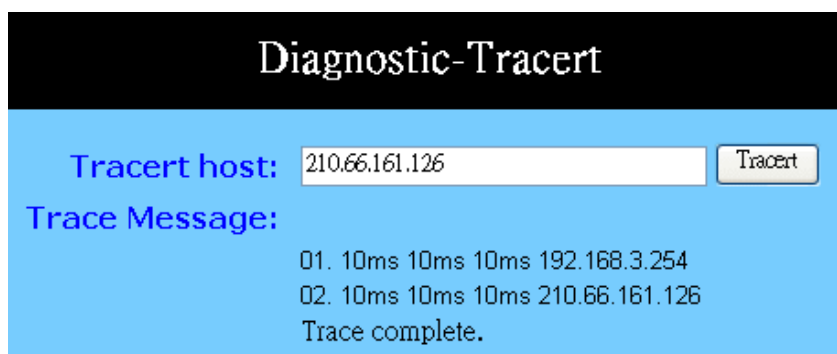 Diagnostic-Tracert
Tracert host: 210.66.161.126 Tracert
Trace Message:
01. 10ms 10ms 10ms 192.168.3.254
02. 10ms 10ms 10ms 210.66.161.126
Trace complete.